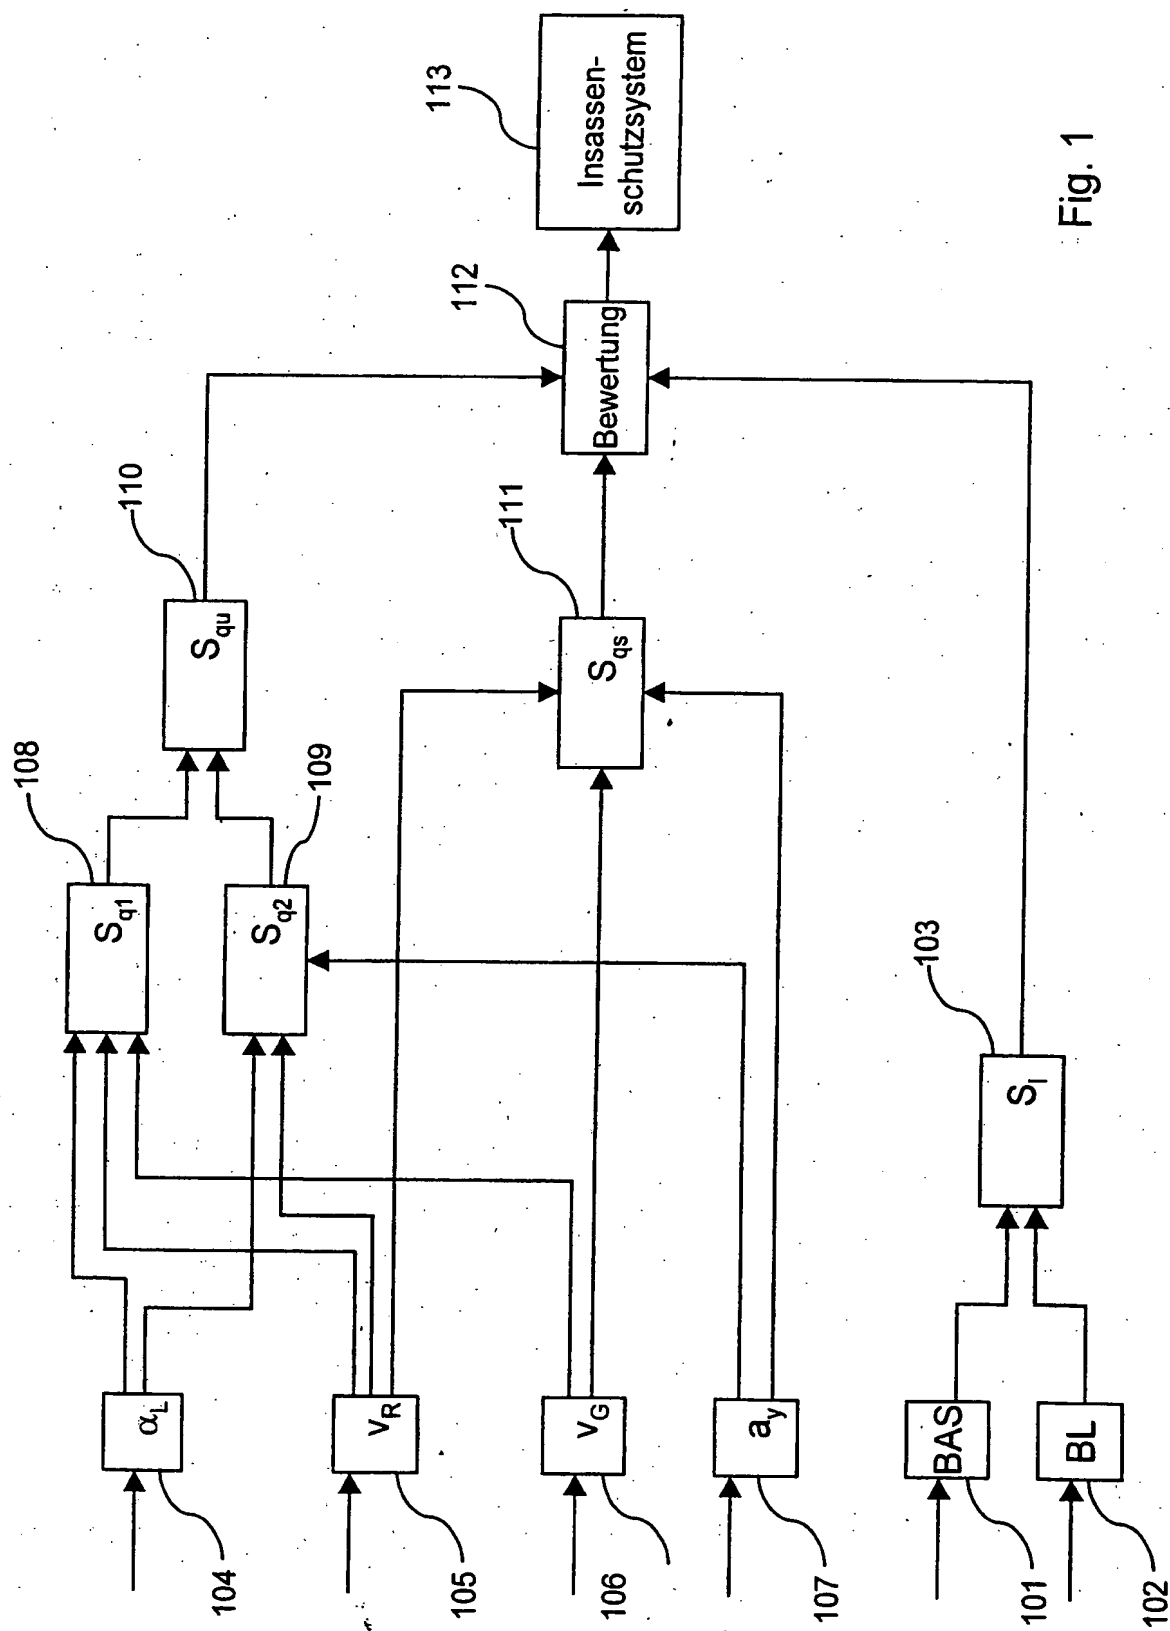 α_L
104
v_R
105
v_G
106
a_y
107
BAS
101
BL
102
S_q1
108
S_q2
109
S_l
103
S_qu
110
S_qs
111
Bewertung
112
Insassen-
schutzsystem
113
Fig. 1